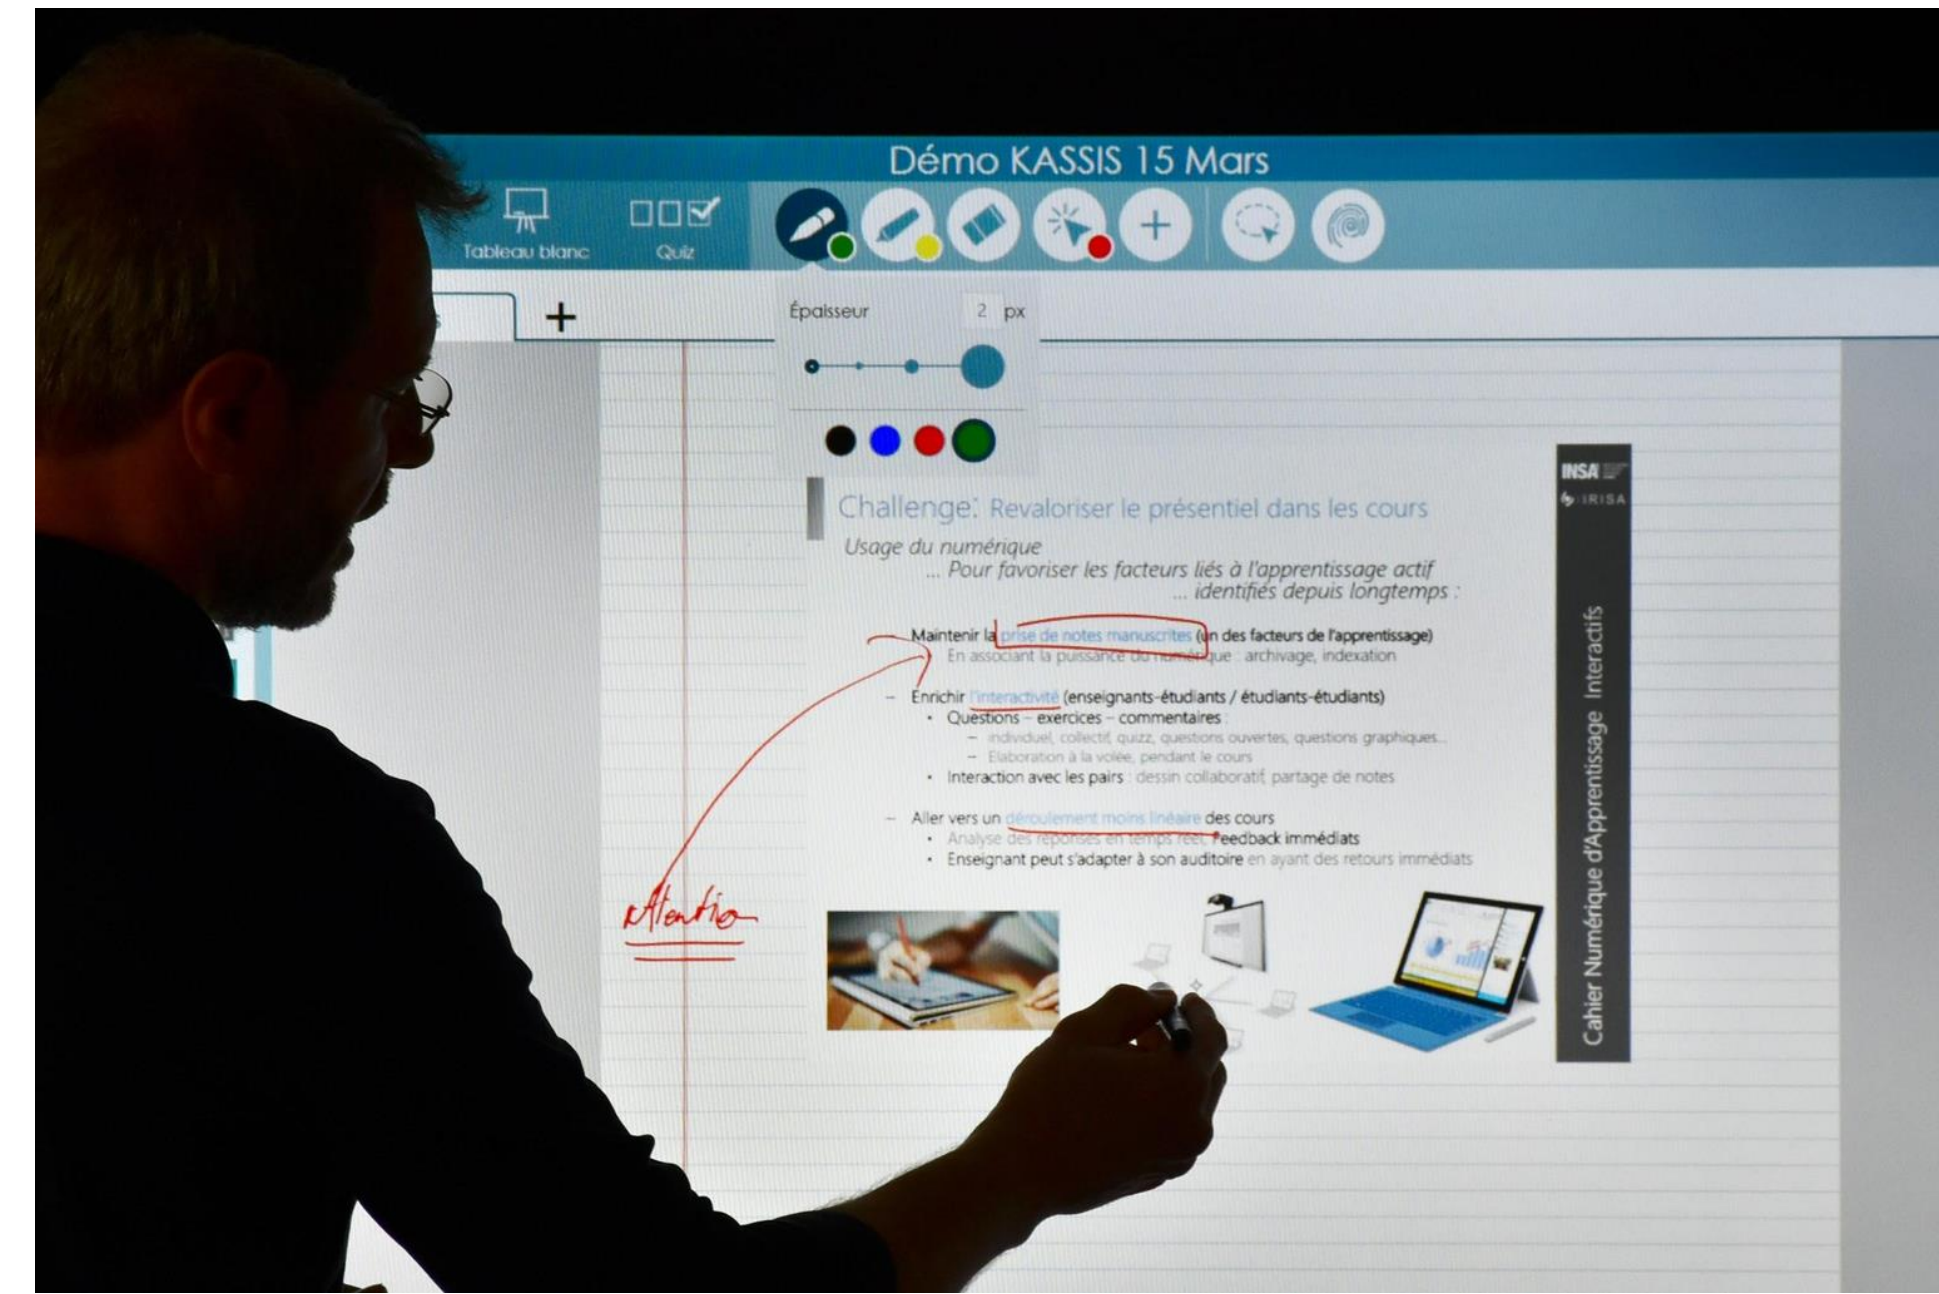 Démo KASSIS 15 Mars
Tableau blanc
Quiz
Épaisseur 2 px
INSA
IRISA
Challenge: Revaloriser le présentiel dans les cours
Usage du numérique
... Pour favoriser les facteurs liés à l'apprentissage actif
... identifiés depuis longtemps :
Maintenir la prise de notes manuscrites (un des facteurs de l'apprentissage)
En associant la puissance du numérique : archivage, indexation
– Enrichir l'interactivité (enseignants-étudiants / étudiants-étudiants)
• Questions – exercices – commentaires :
– individuel, collectif, quizz, questions ouvertes, questions graphiques...
– Elaboration à la volée, pendant le cours
• Interaction avec les pairs : dessin collaboratif, partage de notes
– Aller vers un déroulement moins linéaire des cours
• Analyse des réponses en temps réel, Feedback immédiats
• Enseignant peut s'adapter à son auditoire en ayant des retours immédiats
Attention
Cahier Numérique d'Apprentissage Interactifs